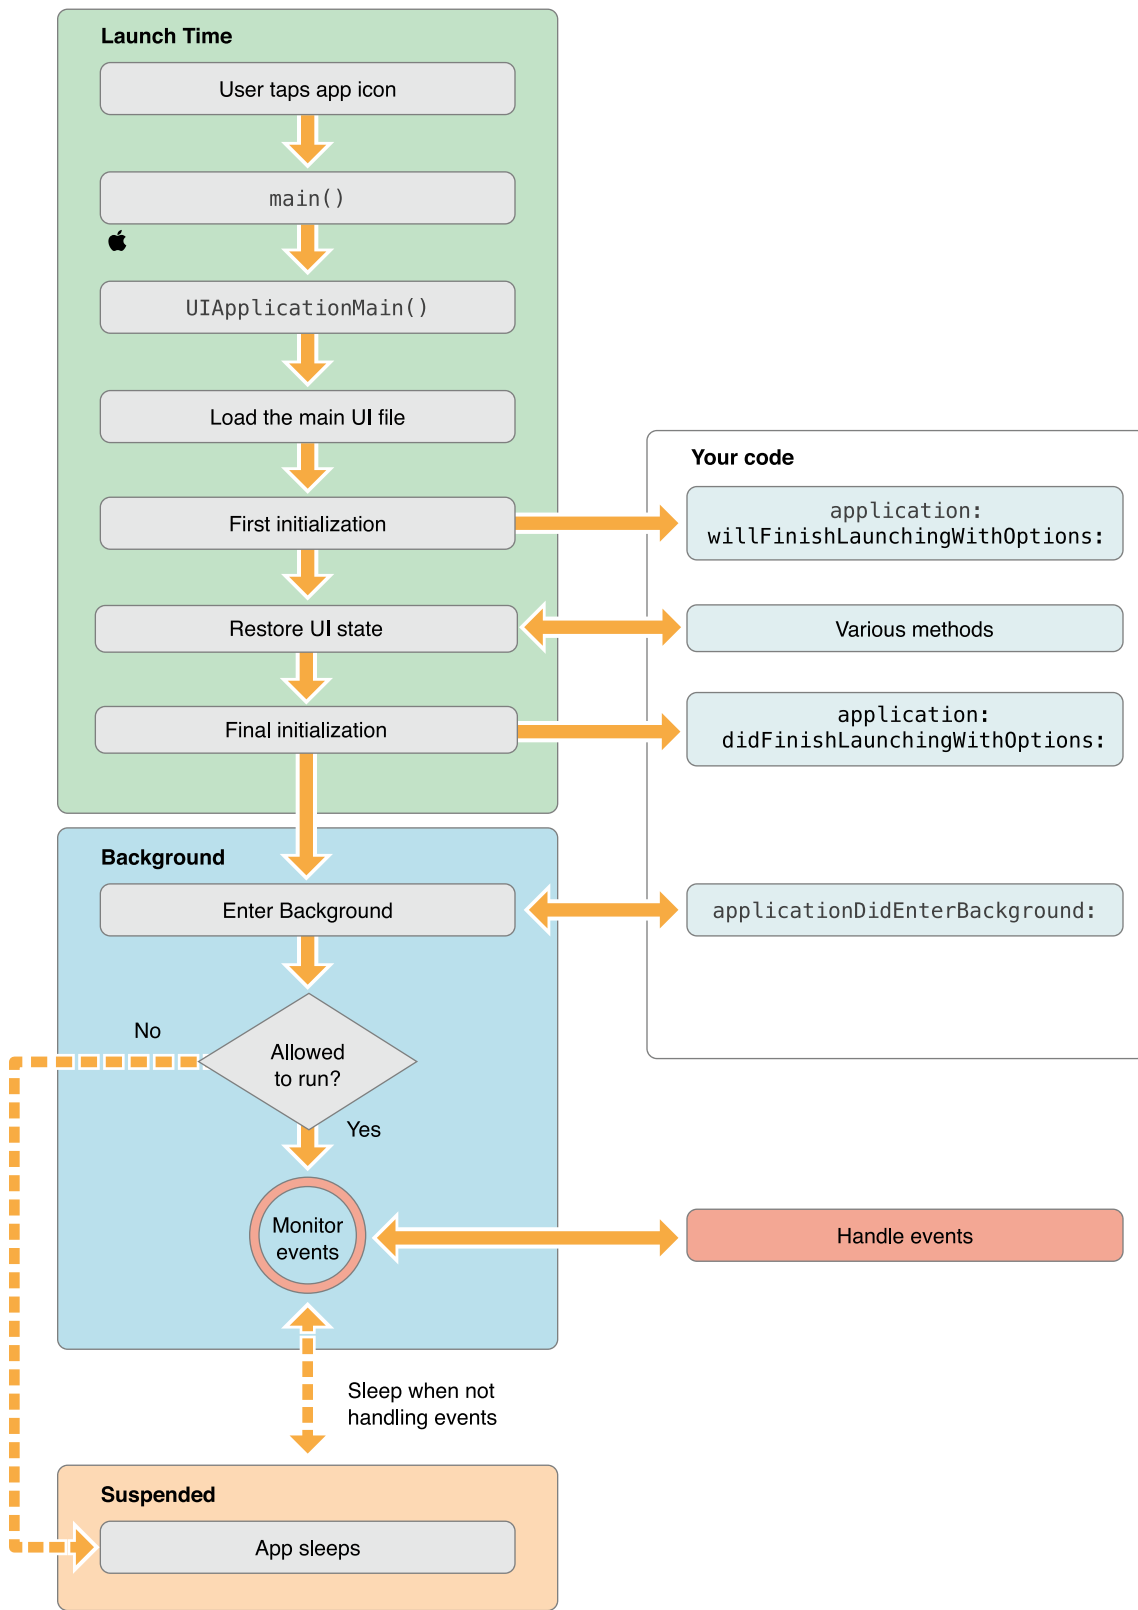 Launch Time
User taps app icon
main()
UIApplicationMain()
Load the main UI file
Your code
First initialization
application:
willFinishLaunchingWithOptions:
Restore UI state
Various methods
Final initialization
application:
didFinishLaunchingWithOptions:
Background
Enter Background
applicationDidEnterBackground:
No
Allowed
to run?
Yes
Monitor
events
Handle events
Sleep when not
handling events
Suspended
App sleeps